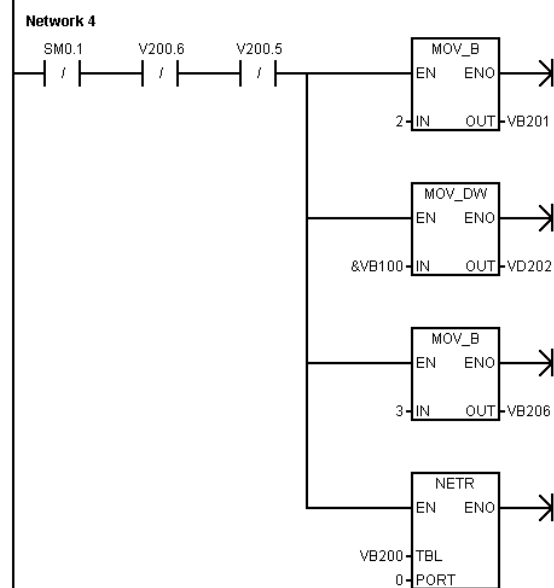 Network 4
SM0.1 V200.6 V200.5 MOV_B
/ / / EN ENO
2 IN OUT VB201
MOV_DW
EN ENO
&VB100 IN OUT VD202
MOV_B
EN ENO
3 IN OUT VB206
NETR
EN ENO
VB200 TBL
0 PORT